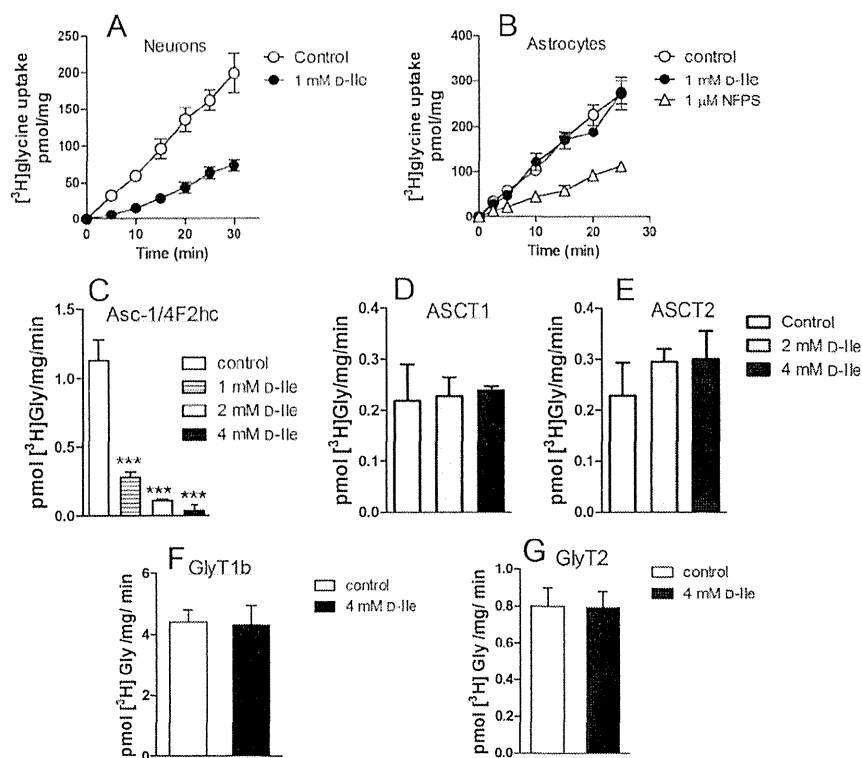 A
Neurons
[³H]glycine uptake
pmol/mg
250
200
150
100
50
0
0 10 20 30
Time (min)
Control
1 mM D-Ile
B
Astrocytes
[³H]glycine uptake
pmol/mg
400
300
200
100
0
0 10 20 30
Time (min)
control
1 mM D-Ile
1 μM NFPS
C
Asc-1/4F2hc
pmol [³H]Gly/mg/min
1.5
1.0
0.5
0.0
*** *** ***
control
1 mM D-Ile
2 mM D-Ile
4 mM D-Ile
D
ASCT1
pmol [³H]Gly/mg/min
0.4
0.3
0.2
0.1
0.0
E
ASCT2
pmol [³H]Gly/mg/min
0.4
0.3
0.2
0.1
0.0
Control
2 mM D-Ile
4 mM D-Ile
F
GlyT1b
pmol [³H] Gly /mg/ min
6
4
2
0
control
4 mM D-Ile
G
GlyT2
pmol [³H] Gly /mg/ min
0.8
0.6
0.4
0.2
0.0
control
4 mM D-Ile